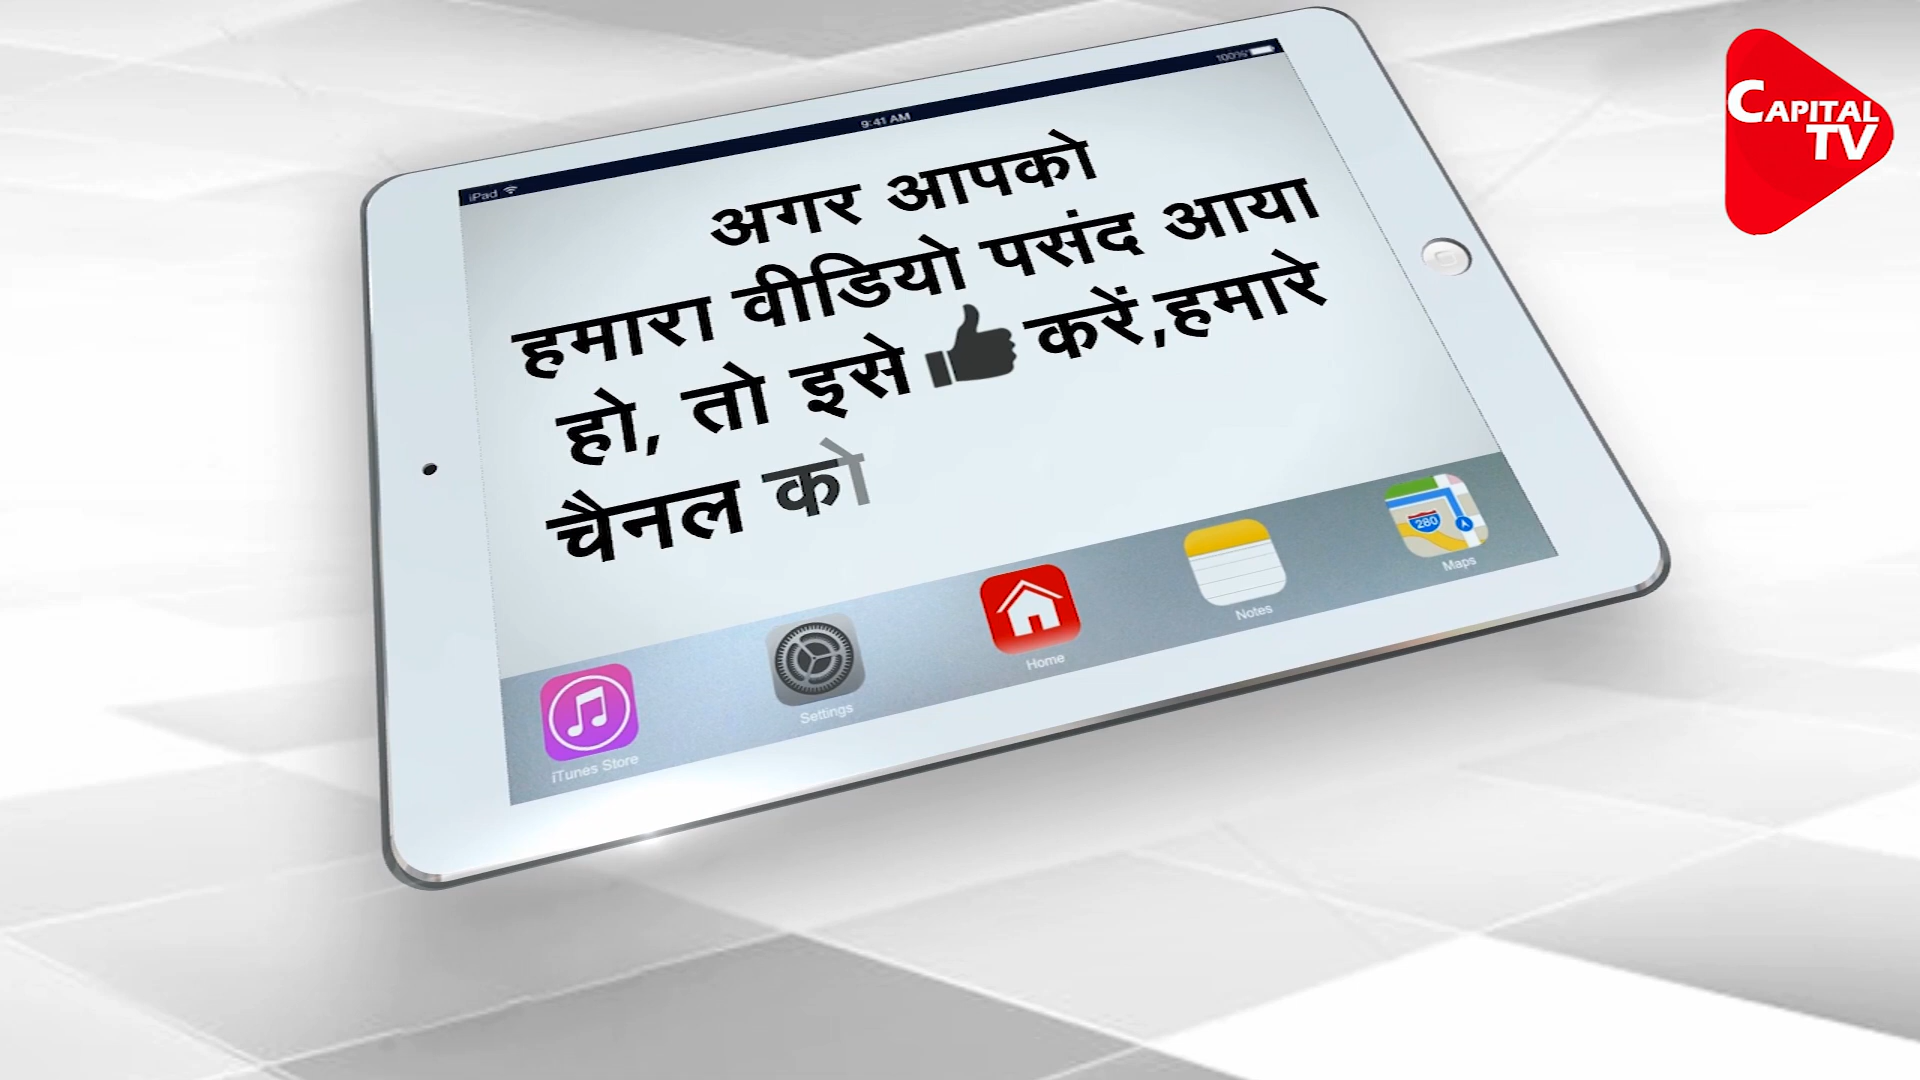 iPad
9:41 AM
100%
CAPITAL
TV
अगर आपको
हमारा वीडियो पसंद आया
हो, तो इसे करें,हमारे
चैनल को
iTunes Store
Settings
Home
Notes
280
Maps